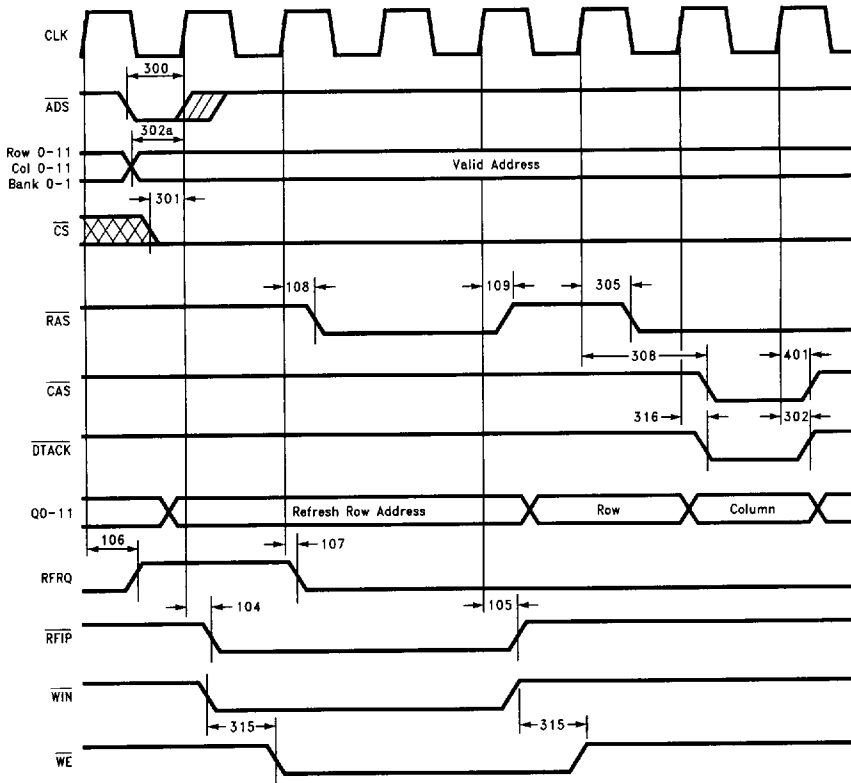 CLK
300
ADS
302a
Row 0-11
Col 0-11
Bank 0-1
Valid Address
301
CS
108
109
305
RAS
308
401
CAS
316
302
DTACK
Q0-11
Refresh Row Address
Row
Column
106
107
RFRQ
104
105
RFIP
WIN
315
315
WE